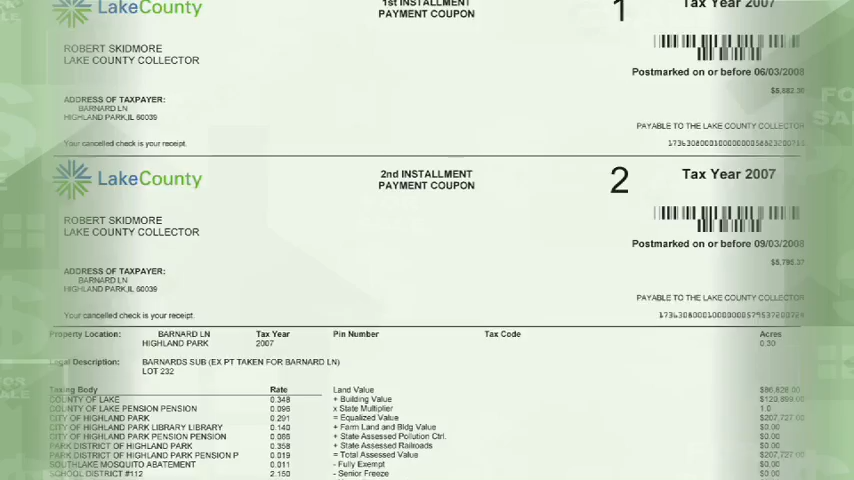 LakeCounty
1st INSTALLMENT
PAYMENT COUPON
1
Tax Year 2007
ROBERT SKIDMORE
LAKE COUNTY COLLECTOR
Postmarked on or before 06/03/2008
ADDRESS OF TAXPAYER:
BARNARD LN
HIGHLAND PARK,IL 60039
PAYABLE TO THE LAKE COUNTY COLLECTOR
Your cancelled check is your receipt.
LakeCounty
2nd INSTALLMENT
PAYMENT COUPON
2
Tax Year 2007
ROBERT SKIDMORE
LAKE COUNTY COLLECTOR
Postmarked on or before 09/03/2008
ADDRESS OF TAXPAYER:
BARNARD LN
HIGHLAND PARK,IL 60039
$5,795.37
PAYABLE TO THE LAKE COUNTY COLLECTOR
Your cancelled check is your receipt.
Property Location: BARNARD LN Tax Year Pin Number Tax Code Acres
HIGHLAND PARK 2007 0.30
Legal Description: BARNARDS SUB (EX PT TAKEN FOR BARNARD LN)
LOT 232
Taxing Body Rate Land Value
COUNTY OF LAKE 0.348 + Building Value
COUNTY OF LAKE PENSION PENSION 0.096 x State Multiplier 1.0
CITY OF HIGHLAND PARK 0.291 = Equalized Value $207,727.00
CITY OF HIGHLAND PARK LIBRARY LIBRARY 0.140 + Farm Land and Bldg Value $0.00
CITY OF HIGHLAND PARK PENSION PENSION + State Assessed Pollution Ctrl. $0.00
PARK DISTRICT OF HIGHLAND PARK 0.358 + State Assessed Railroads $0.00
PARK DISTRICT OF HIGHLAND PARK PENSION P 0.019 = Total Assessed Value $207,727.00
SOUTHLAKE MOSQUITO ABATEMENT 0.011 - Fully Exempt $0.00
SCHOOL DISTRICT #112 2.150 - Senior Freeze $0.00